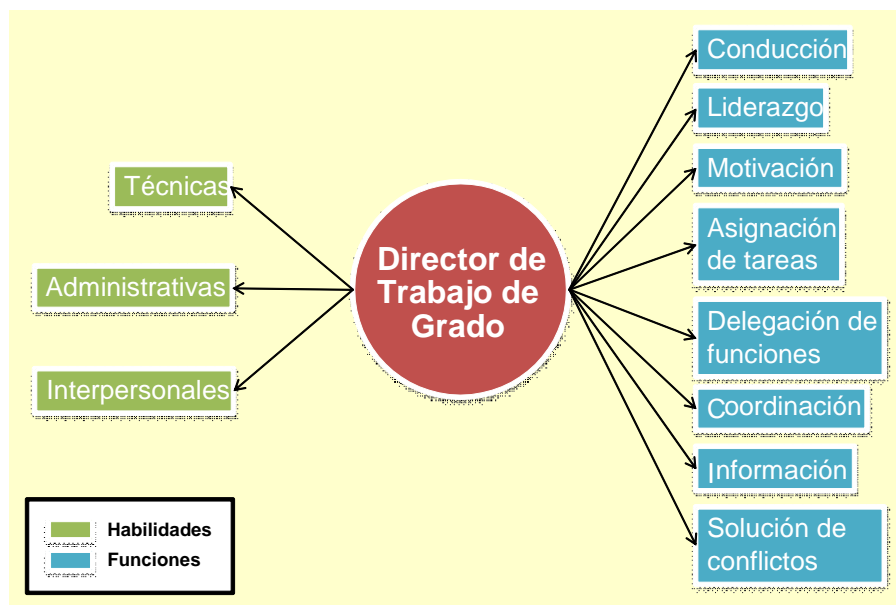 Técnicas
Administrativas
Interpersonales
Director de
Trabajo de
Grado
Conducción
Liderazgo
Motivación
Asignación
de tareas
Delegación de
funciones
Coordinación
Información
Solución de
conflictos
Habilidades
Funciones